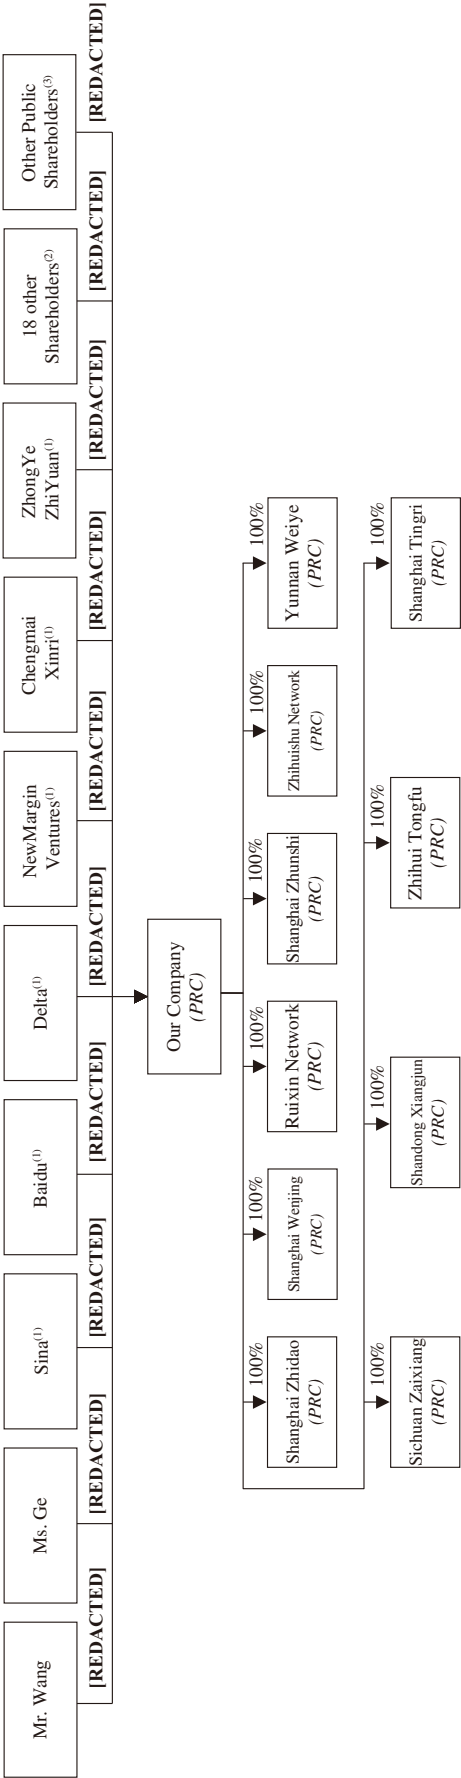 Mr. Wang
Ms. Ge
Sina(1)
Baidu(1)
Delta(1)
NewMargin
Ventures(1)
Chengmai
Xinri(1)
ZhongYe
ZhiYuan(1)
18 other
Shareholders(2)
Other Public
Shareholders(3)
[REDACTED]
[REDACTED]
[REDACTED]
[REDACTED]
[REDACTED]
[REDACTED]
[REDACTED]
[REDACTED]
[REDACTED]
[REDACTED]
Our Company
(PRC)
100%
100%
100%
100%
100%
100%
Shanghai Zhidao
(PRC)
Shanghai Wenjing
(PRC)
Ruixin Network
(PRC)
Shanghai Zhunshi
(PRC)
Zhihuishu Network
(PRC)
Yunnan Weiye
(PRC)
100%
100%
100%
100%
Sichuan Zaixiang
(PRC)
Shandong Xiangjun
(PRC)
Zhihui Tongfu
(PRC)
Shanghai Tingri
(PRC)